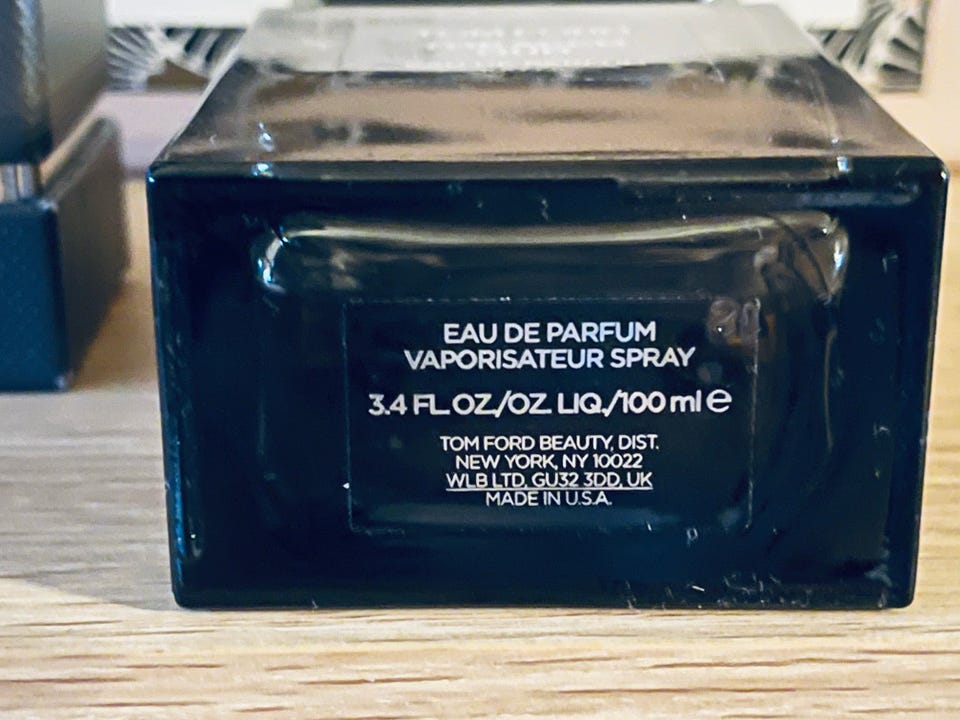 EAU DE PARFUM
VAPORISATEUR SPRAY
3.4 FL.OZ./OZ. LIQ./100 ml e
TOM FORD BEAUTY, DIST.
NEW YORK, NY 10022
WLB LTD, GU32 3DD, UK
MADE IN U.S.A.